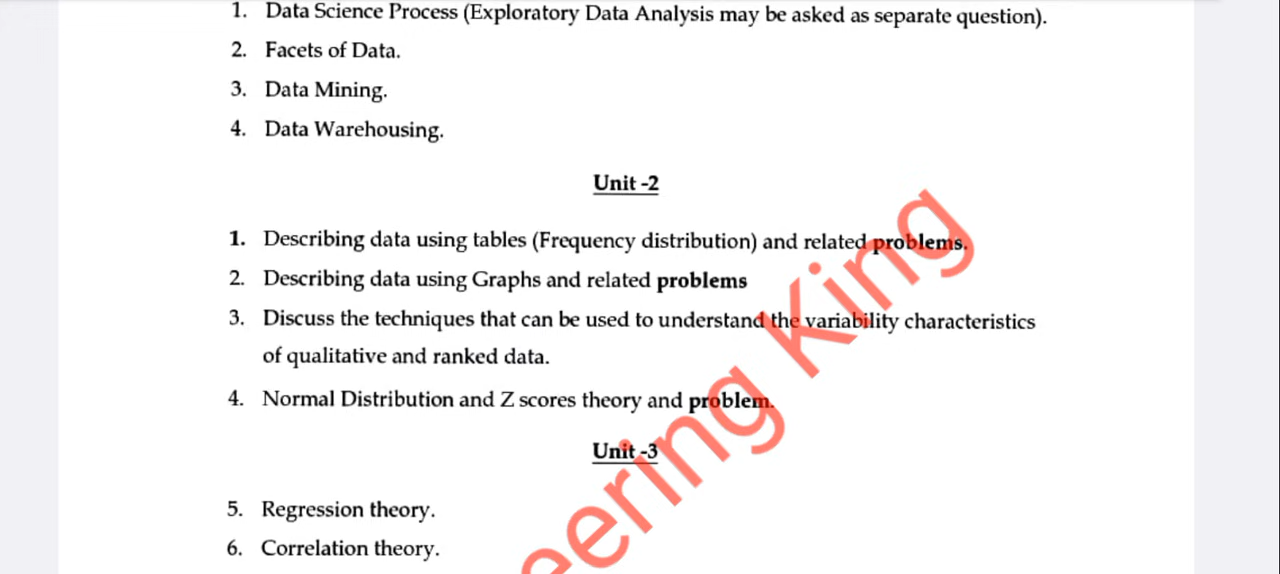 1. Data Science Process (Exploratory Data Analysis may be asked as separate question).
2. Facets of Data.
3. Data Mining.
4. Data Warehousing.
Unit -2
1. Describing data using tables (Frequency distribution) and related problems.
2. Describing data using Graphs and related problems
3. Discuss the techniques that can be used to understand the variability characteristics
of qualitative and ranked data.
4. Normal Distribution and Z scores theory and problem.
Unit -3
5. Regression theory.
6. Correlation theory.
eering King